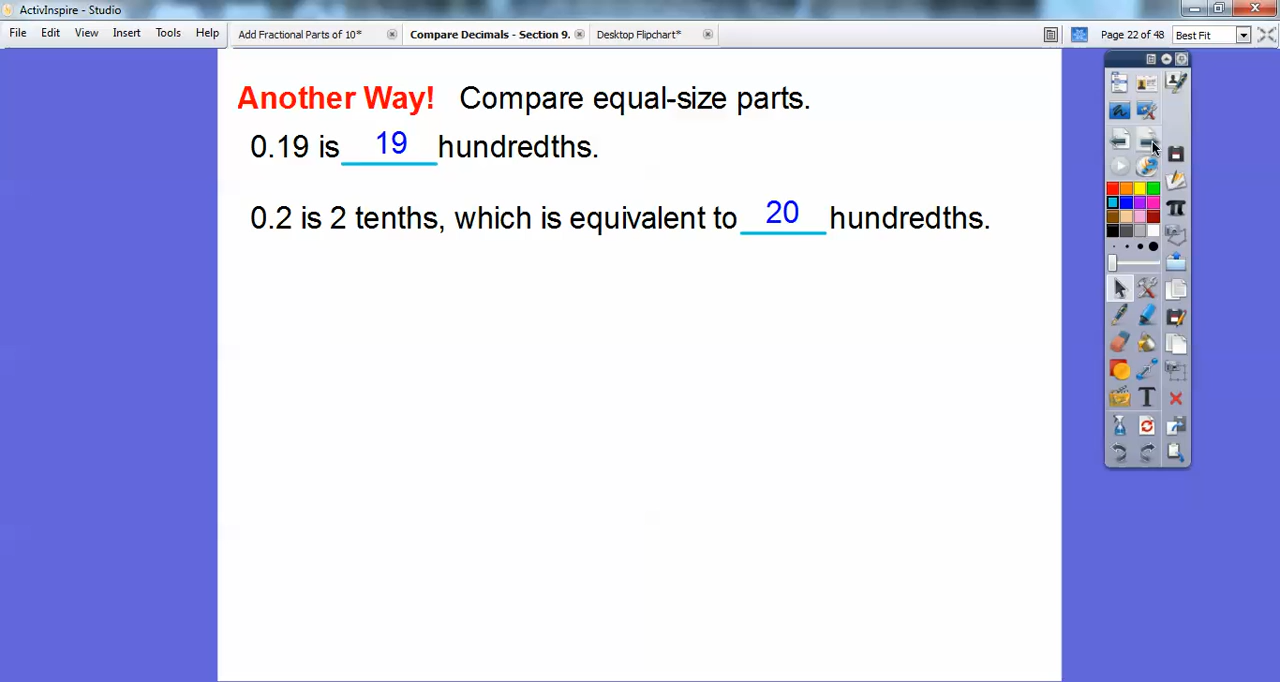 ActivInspire - Studio
File Edit View Insert Tools Help
Add Fractional Parts of 10* Compare Decimals - Section 9. Desktop Flipchart* Page 22 of 48 Best Fit
Another Way! Compare equal-size parts.
0.19 is 19 hundredths.
0.2 is 2 tenths, which is equivalent to 20 hundredths.